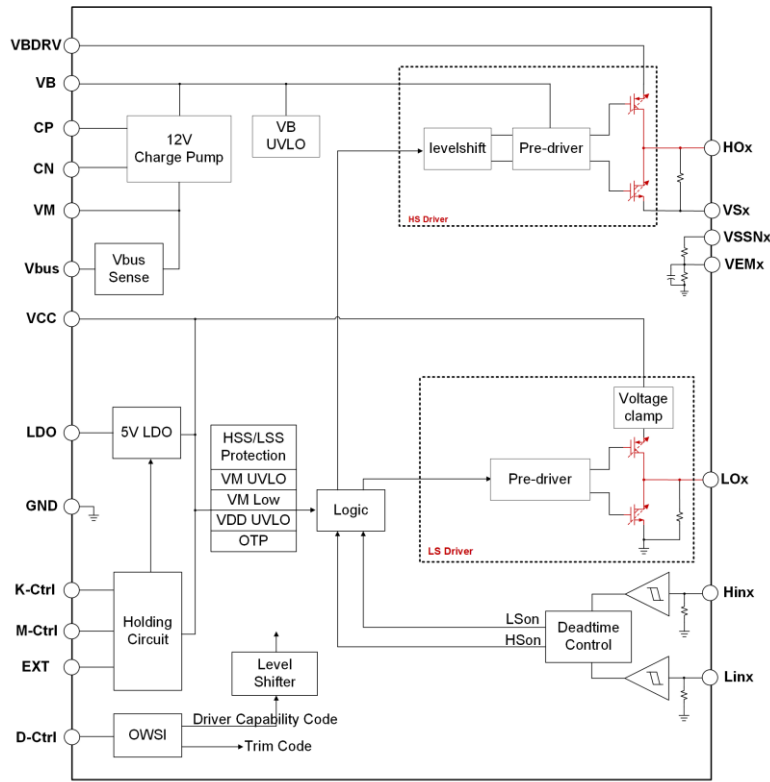 VBDRV
VB
CP
CN
VM
Vbus
VCC
LDO
GND
K-Ctrl
M-Ctrl
EXT
D-Ctrl
12V
Charge Pump
VB
UVLO
Vbus
Sense
levelshift
Pre-driver
HS Driver
HOx
VSx
VSSNx
VEMx
5V LDO
HSS/LSS
Protection
VM UVLO
VM Low
VDD UVLO
OTP
Logic
Voltage
clamp
Pre-driver
LS Driver
LOx
Holding
Circuit
LSon
HSon
Deadtime
Control
Hinx
Linx
Level
Shifter
OWSI
Driver Capability Code
Trim Code